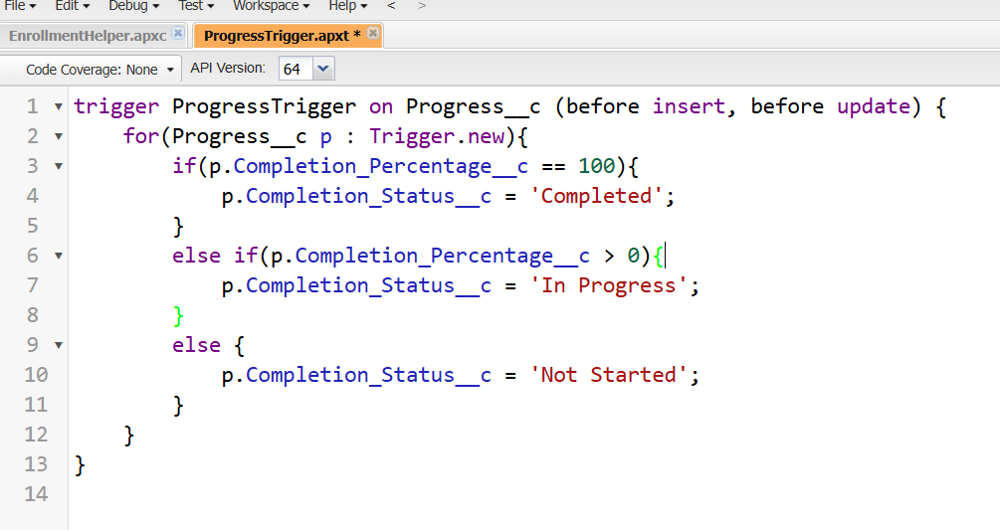 File Edit Debug Test Workspace Help < >
EnrollmentHelper.apxc ProgressTrigger.apxt *
Code Coverage: None API Version: 64
1 trigger ProgressTrigger on Progress__c (before insert, before update) {
2 for(Progress__c p : Trigger.new){
3 if(p.Completion_Percentage__c == 100){
4 p.Completion_Status__c = 'Completed';
5 }
6 else if(p.Completion_Percentage__c > 0){
7 p.Completion_Status__c = 'In Progress';
8 }
9 else {
10 p.Completion_Status__c = 'Not Started';
11 }
12 }
13 }
14